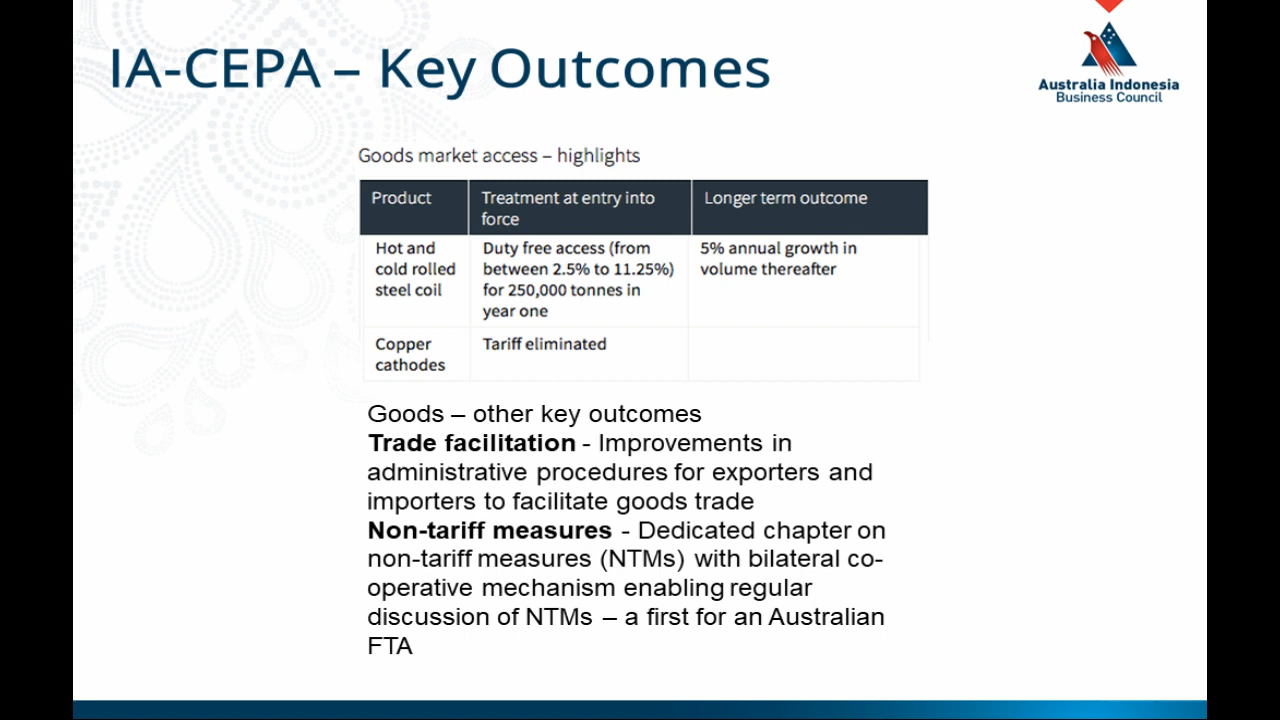 IA-CEPA – Key Outcomes
Australia Indonesia
Business Council
Goods market access – highlights
Product
Treatment at entry into
force
Longer term outcome
Hot and
cold rolled
steel coil
Duty free access (from
between 2.5% to 11.25%)
for 250,000 tonnes in
year one
5% annual growth in
volume thereafter
Copper
cathodes
Tariff eliminated
Goods – other key outcomes
Trade facilitation - Improvements in
administrative procedures for exporters and
importers to facilitate goods trade
Non-tariff measures - Dedicated chapter on
non-tariff measures (NTMs) with bilateral co-
operative mechanism enabling regular
discussion of NTMs – a first for an Australian
FTA